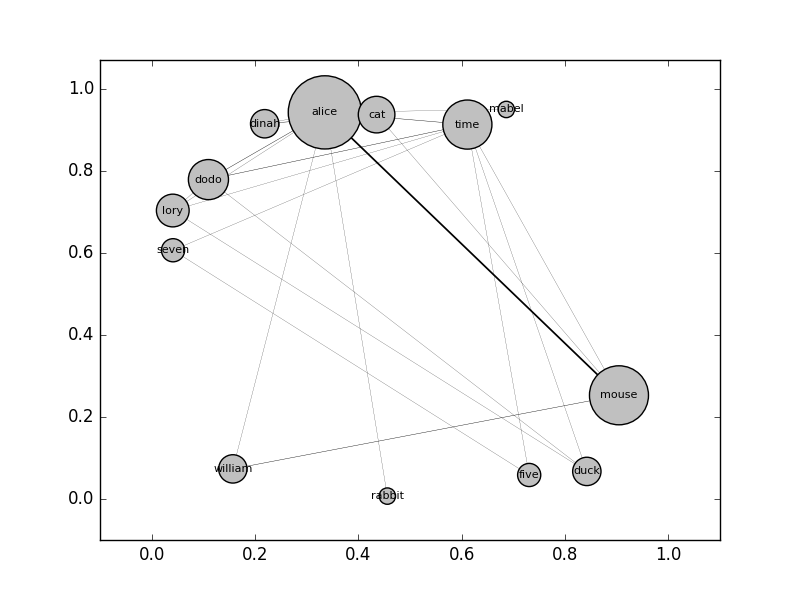 1.0
mabel
alice
cat
dinah
time
0.8
dodo
lory
0.6
seven
0.4
mouse
0.2
william
duck
five
rabbit
0.0
0.0 0.2 0.4 0.6 0.8 1.0